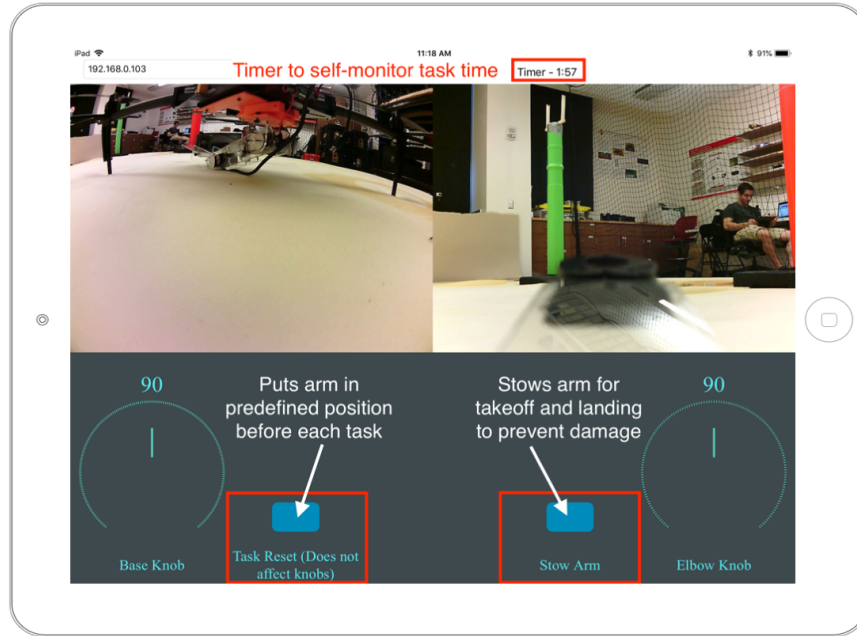 iPad
11:18 AM
91%
192.168.0.103
Timer to self-monitor task time
Timer - 1:57
90
Puts arm in
predefined position
before each task
Stows arm for
takeoff and landing
to prevent damage
90
Base Knob
Task Reset (Does not
affect knobs)
Stow Arm
Elbow Knob